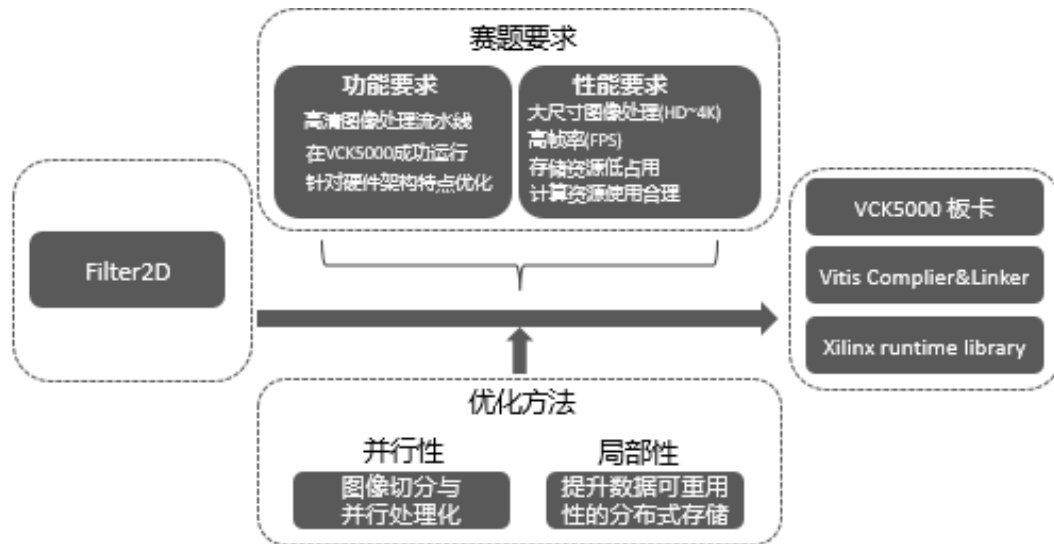 赛题要求
功能要求
高清图像处理流水线
在VCK5000成功运行
针对硬件架构特点优化
性能要求
大尺寸图像处理(HD~4K)
高帧率(FPS)
存储资源低占用
计算资源使用合理
Filter2D
VCK5000 板卡
Vitis Complier&Linker
Xilinx runtime library
优化方法
并行性
图像切分与
并行处理化
局部性
提升数据可重用
性的分布式存储